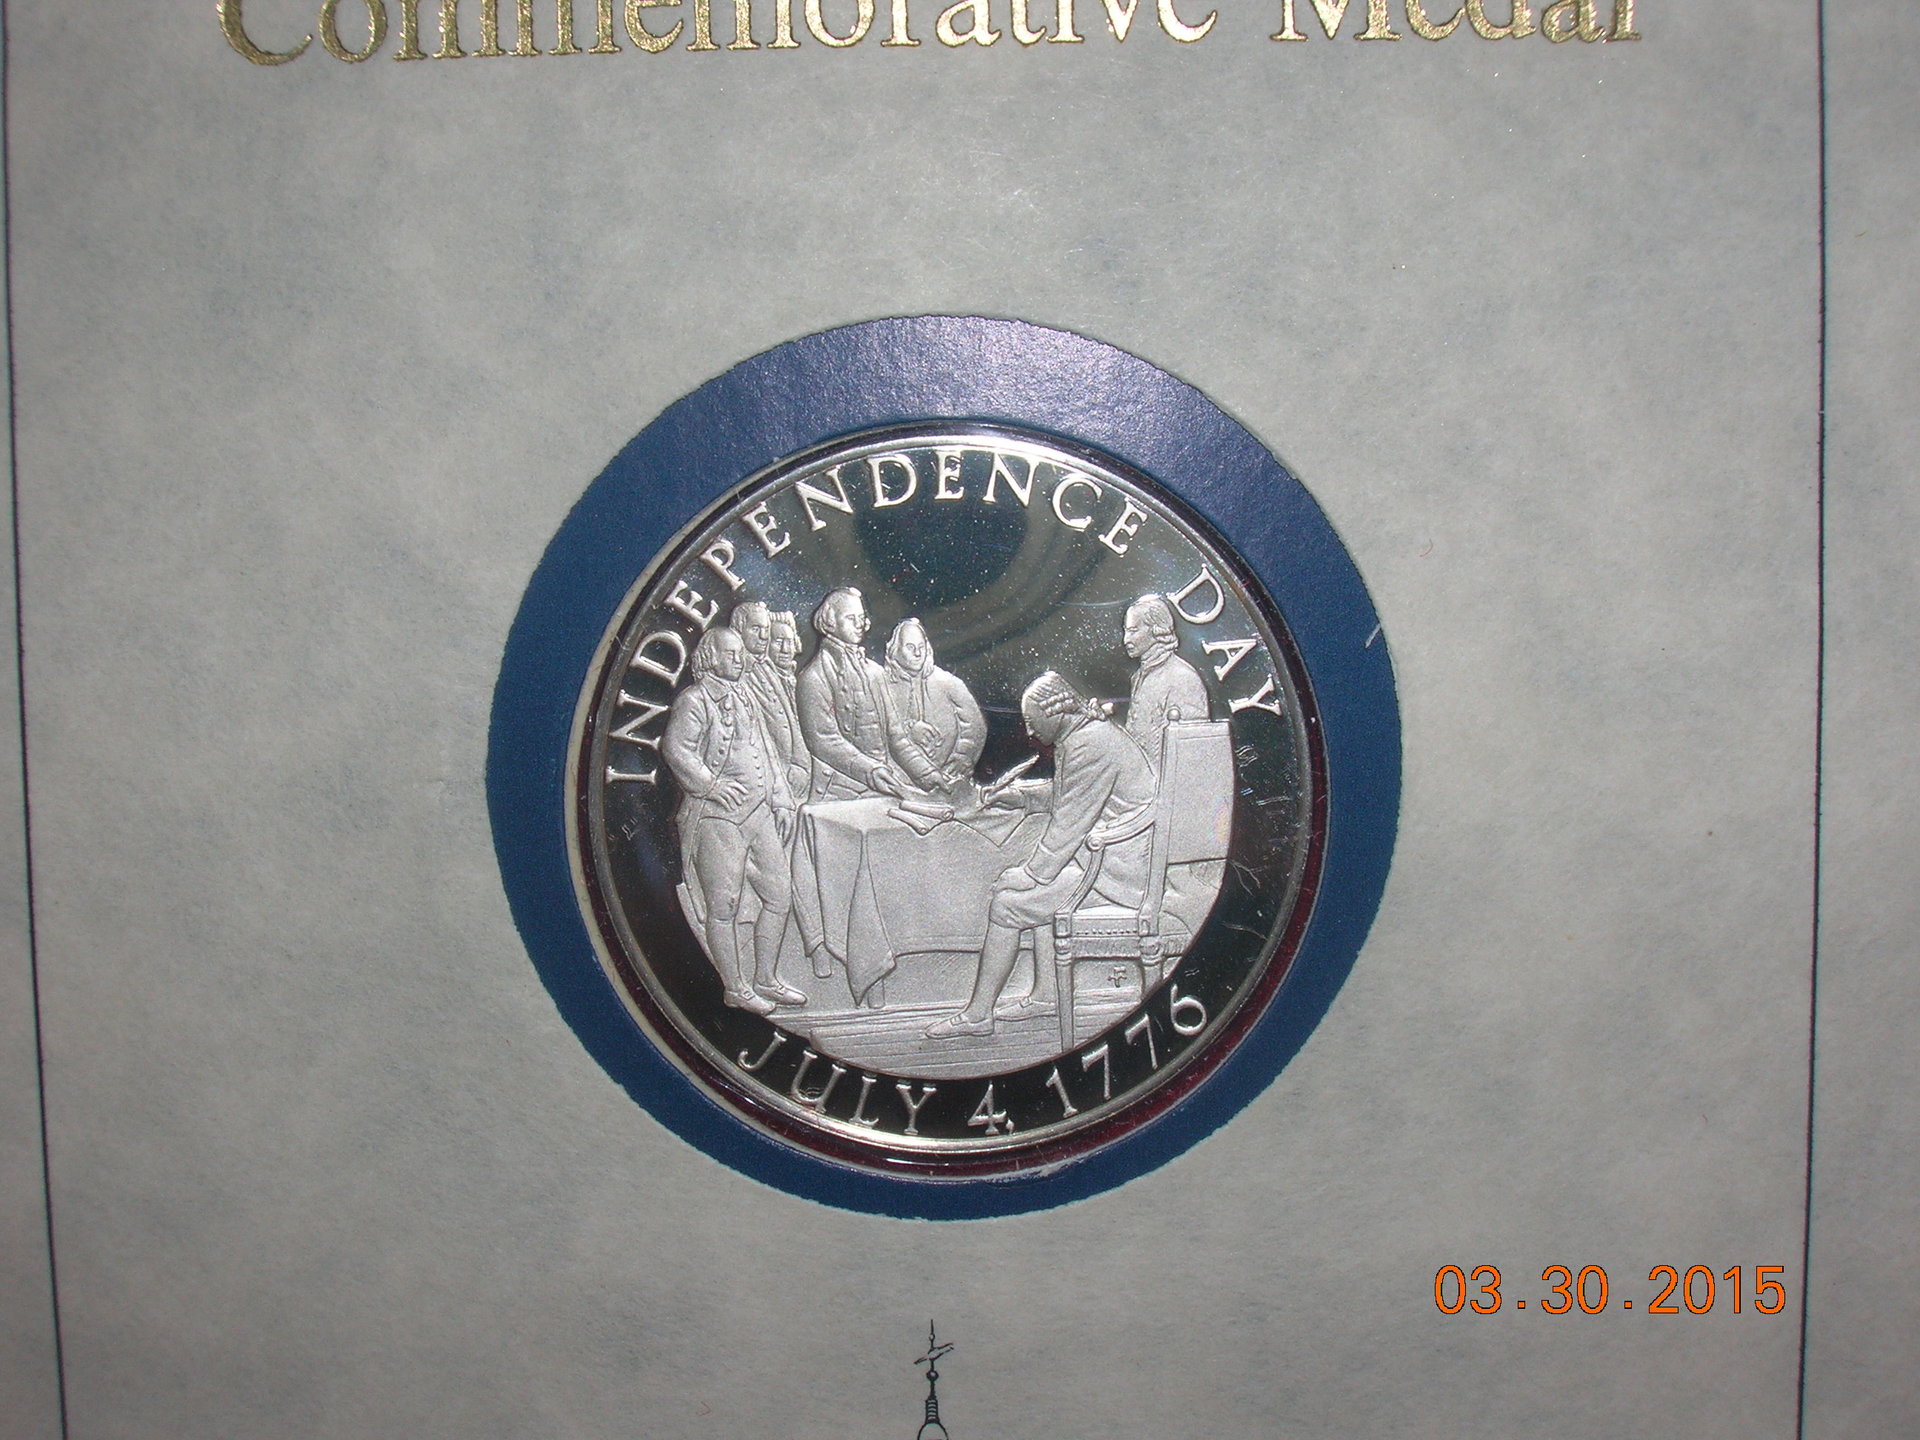 Commemorative Medal
INDEPENDENCE DAY
JULY 4, 1776
03.30.2015